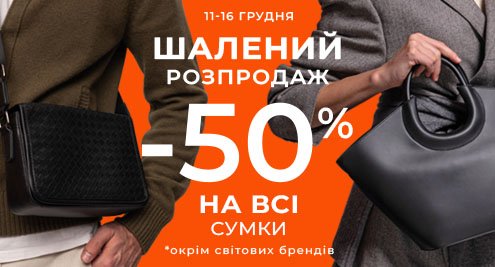 11-16 ГРУДНЯ
ШАЛЕНИЙ
РОЗПРОДАЖ
-50%
НА ВСІ
СУМКИ
*окрім світових брендів